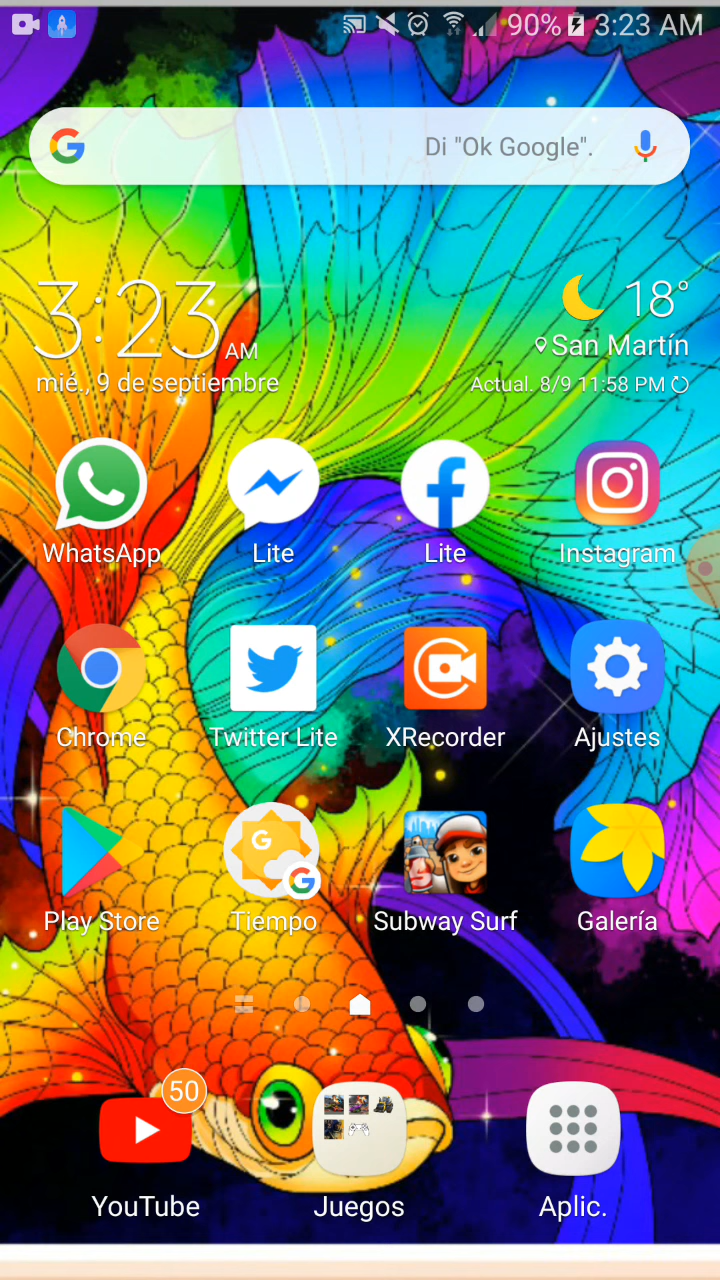 90% 3:23 AM
Di "Ok Google".
3:23 AM
mié., 9 de septiembre
18°
San Martín
Actual. 8/9 11:58 PM
WhatsApp
Lite
Lite
Instagram
Chrome
Twitter Lite
XRecorder
Ajustes
Play Store
Tiempo
Subway Surf
Galería
50
YouTube
Juegos
Aplic.